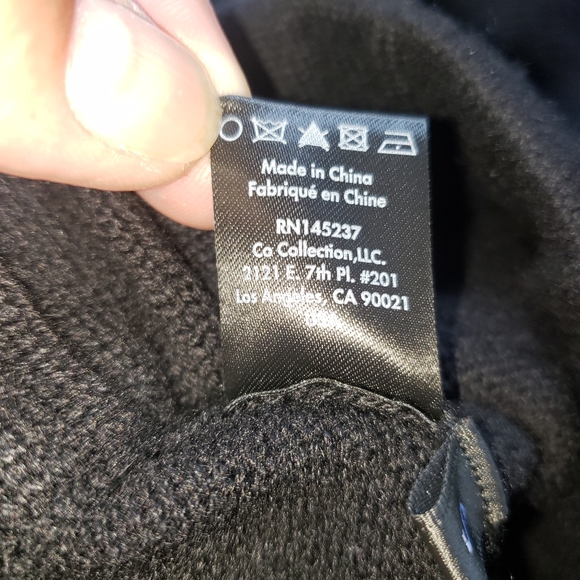 Made in China
Fabriqué en Chine
RN145237
Co Collection,LLC.
2121 E. 7th Pl. #201
Los Angeles, CA 90021